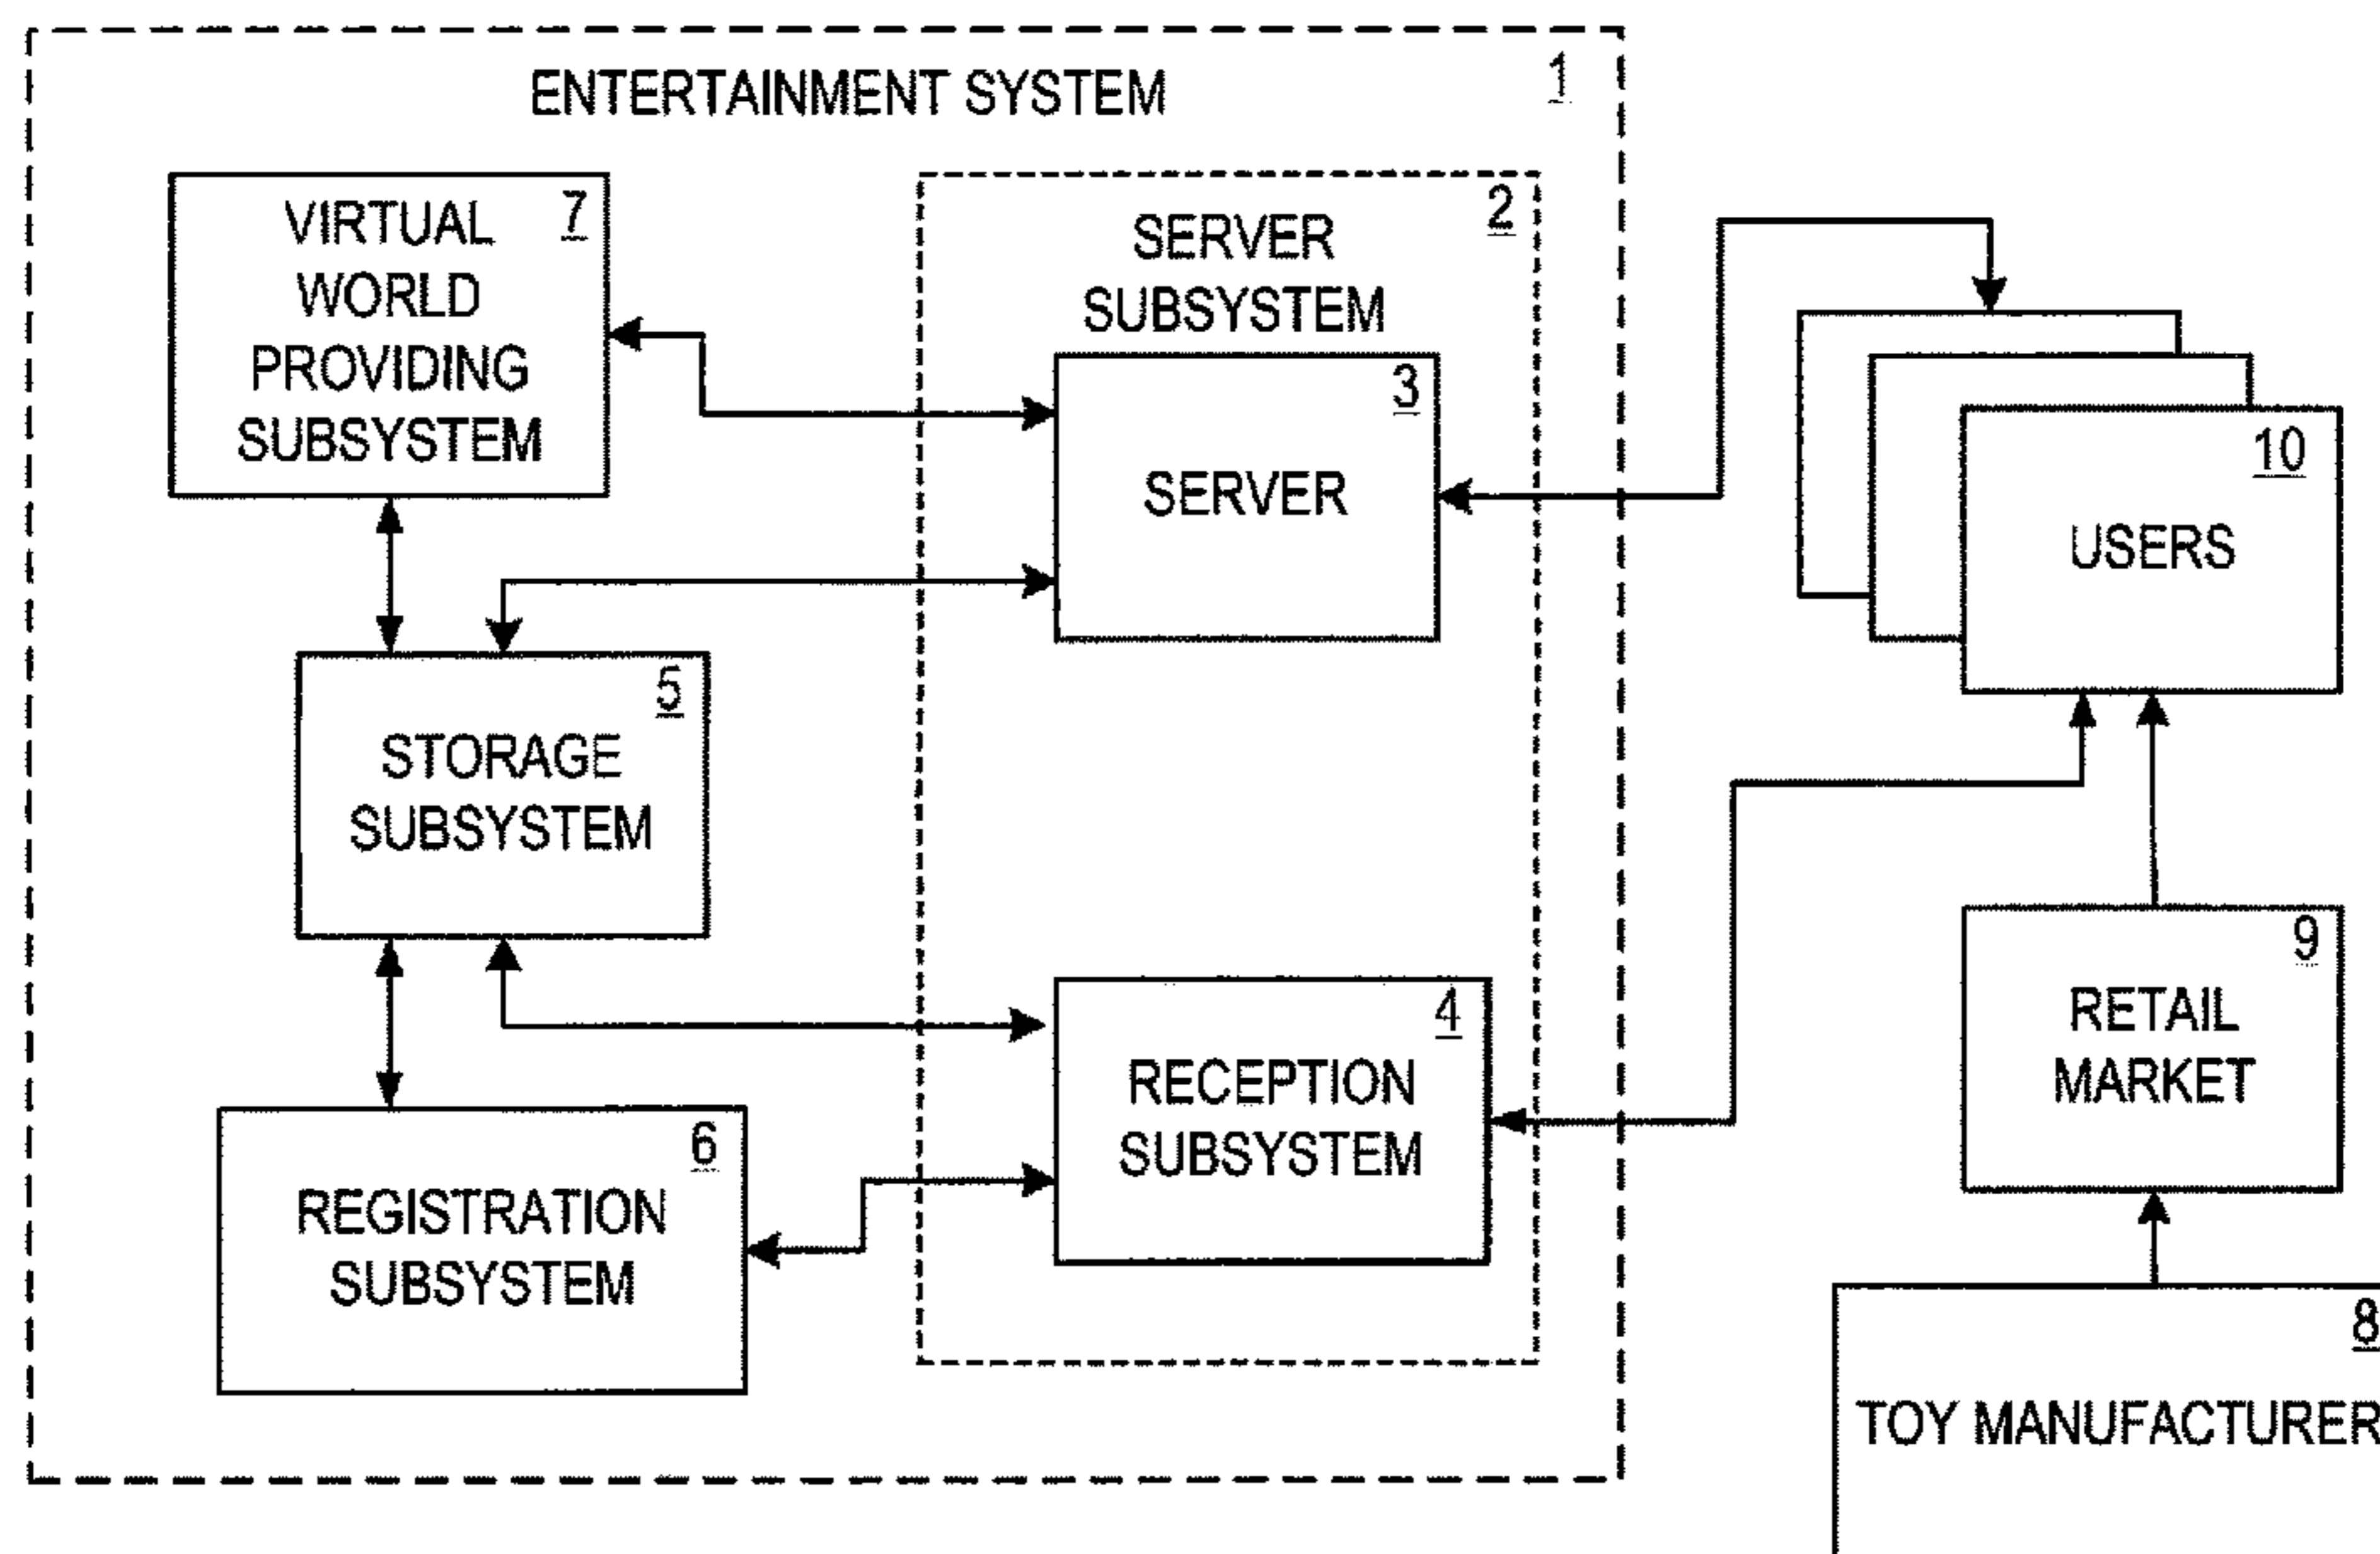 ENTERTAINMENT SYSTEM
1
VIRTUAL
WORLD
PROVIDING
SUBSYSTEM
7
SERVER
SUBSYSTEM
2
3
SERVER
10
USERS
5
STORAGE
SUBSYSTEM
4
RECEPTION
SUBSYSTEM
9
RETAIL
MARKET
6
REGISTRATION
SUBSYSTEM
8
TOY MANUFACTURER